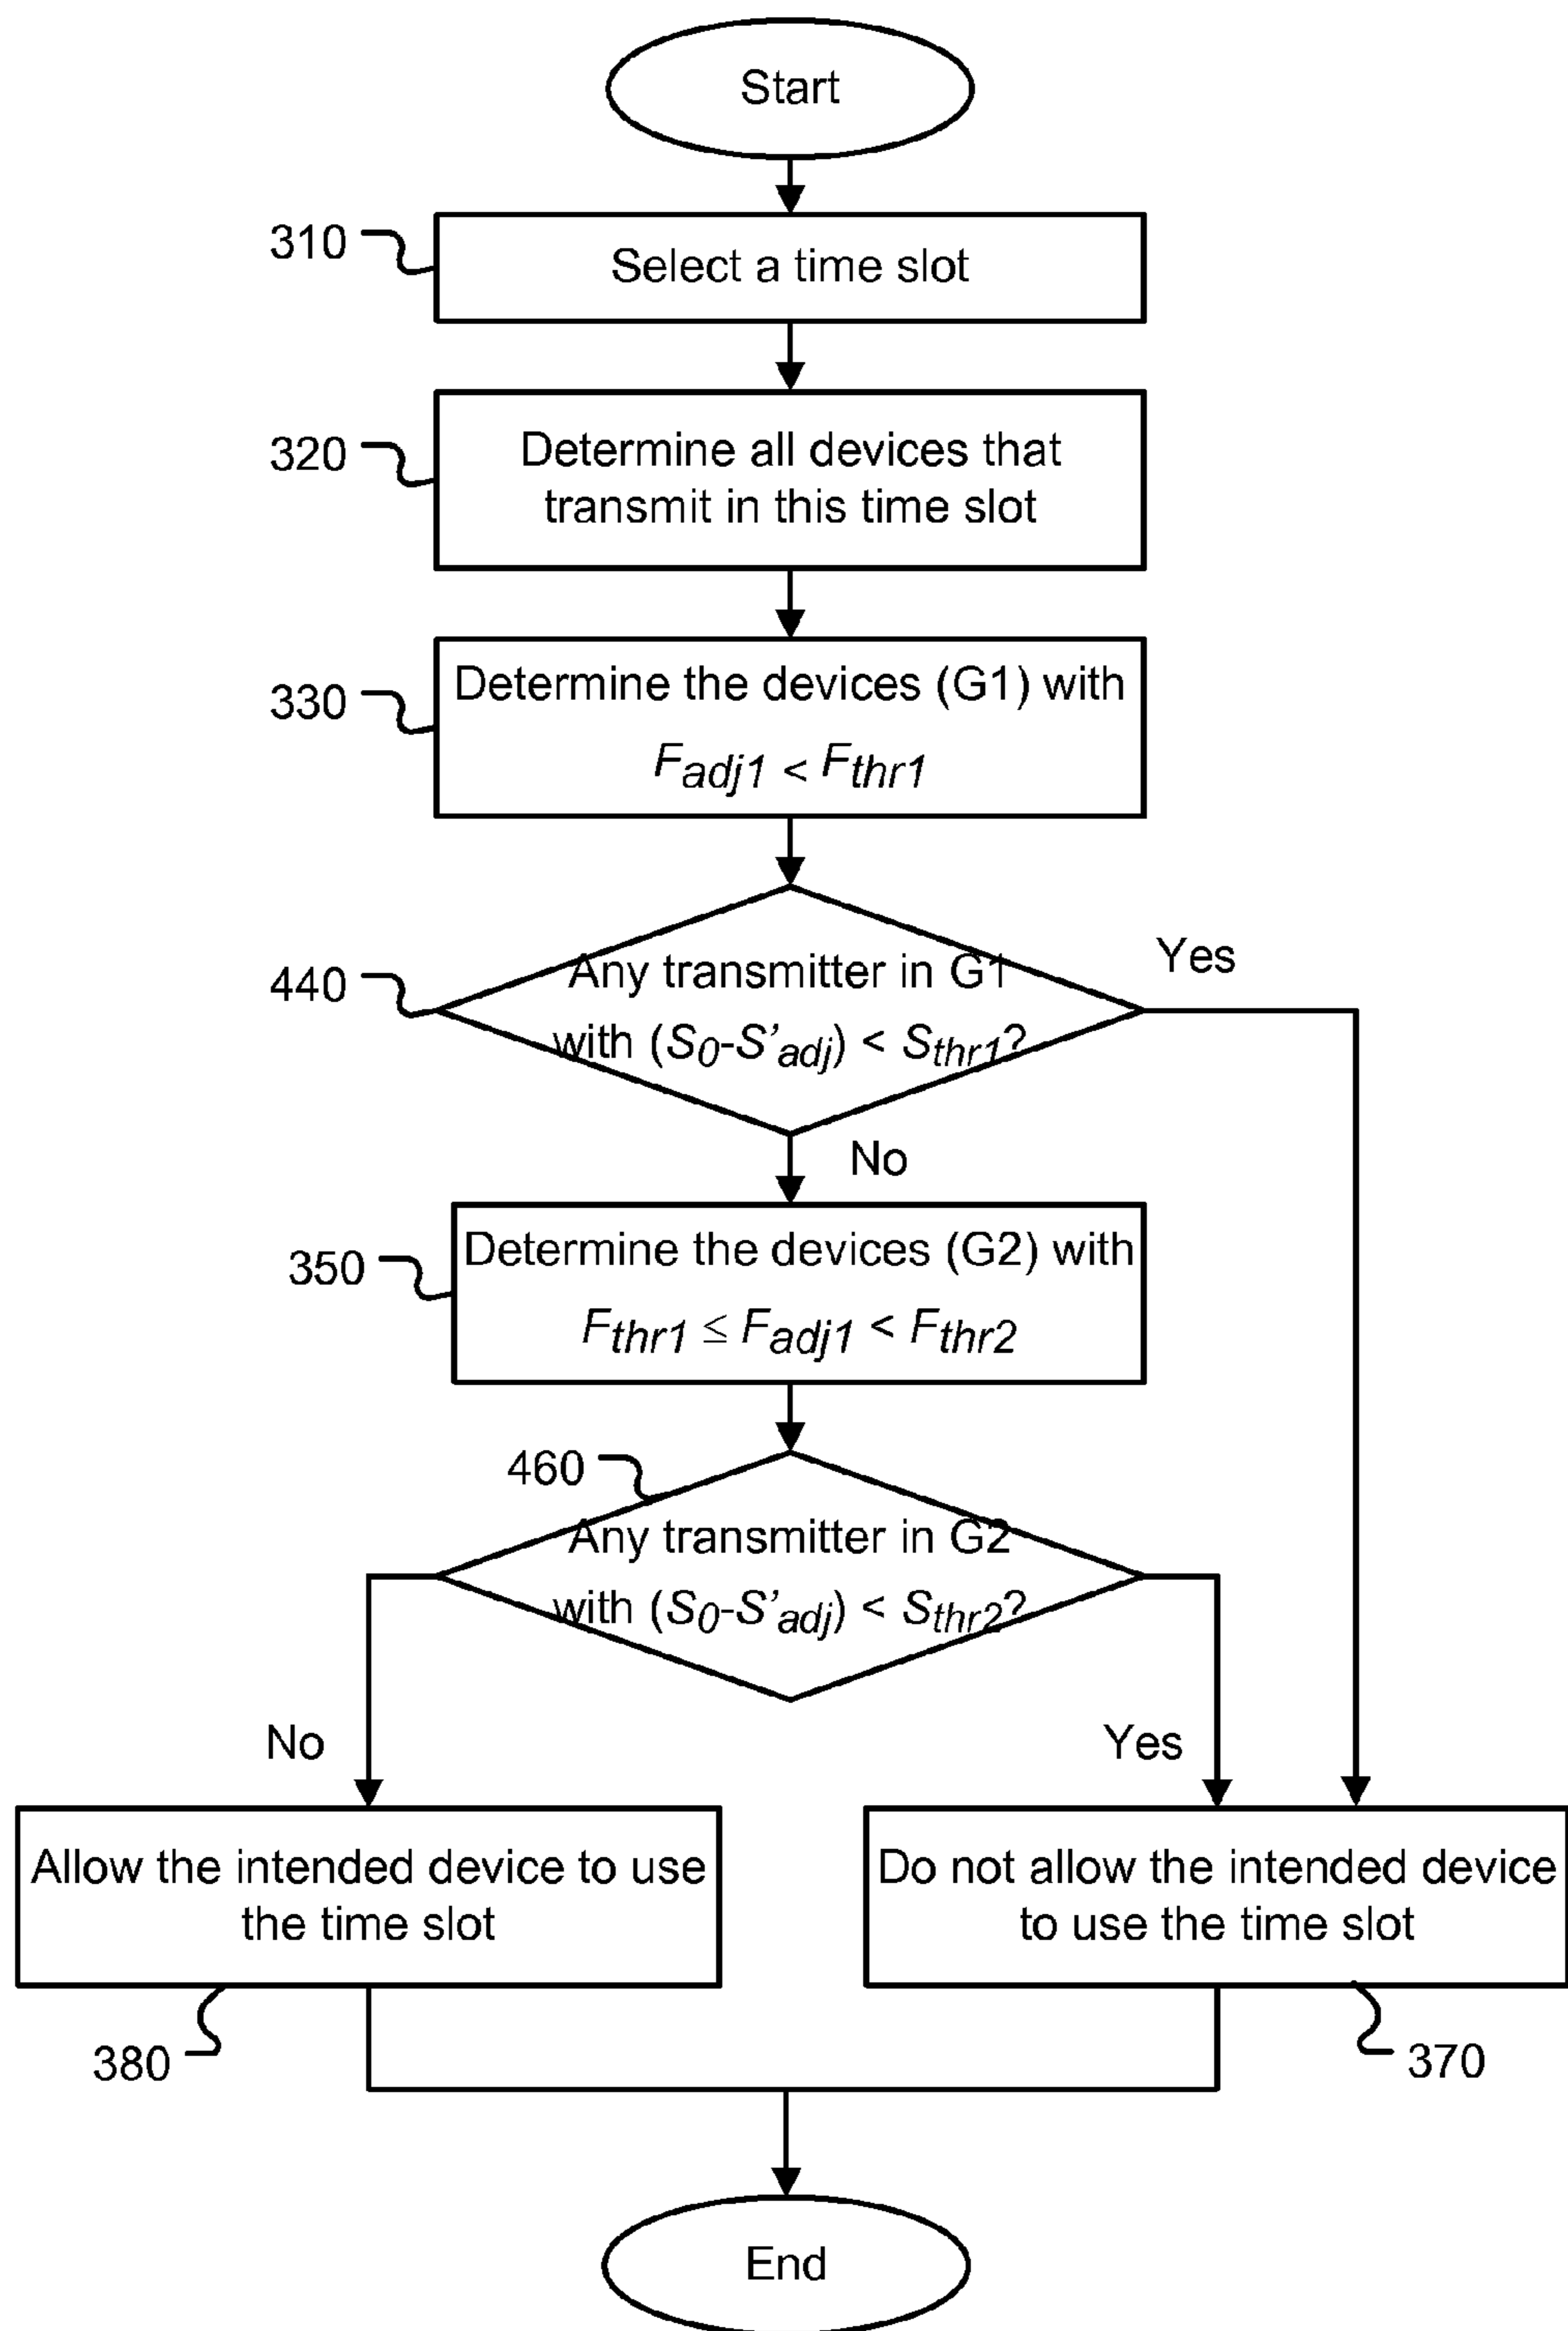 Start
310
Select a time slot
320
Determine all devices that
transmit in this time slot
330
Determine the devices (G1) with
Fadj1 < Fthr1
440
Any transmitter in G1
with (S0-S’adj) < Sthr1?
Yes
No
350
Determine the devices (G2) with
Fthr1 ≤ Fadj1 < Fthr2
460
Any transmitter in G2
with (S0-S’adj) < Sthr2?
No
Yes
Allow the intended device to use
the time slot
Do not allow the intended device
to use the time slot
380
370
End